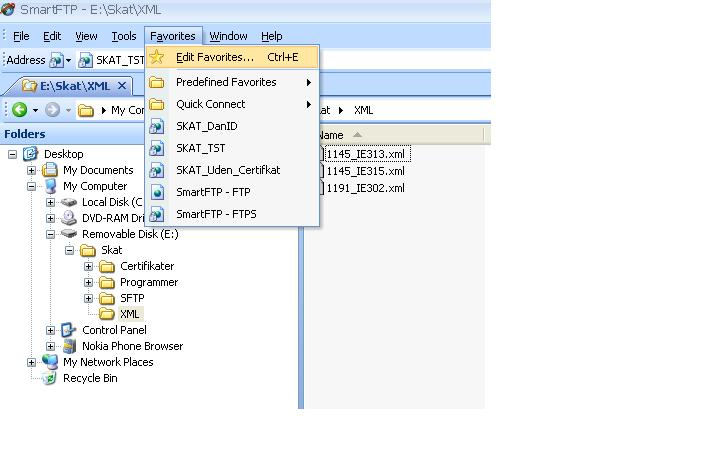 SmartFTP - E:\Skat\XML
File Edit View Tools Favorites Window Help
Address SKAT_TST
Edit Favorites... Ctrl+E
Predefined Favorites
Quick Connect
SKAT_DanID
SKAT_TST
SKAT_Uden_Certifkat
SmartFTP - FTP
SmartFTP - FTPS
E:\Skat\XML
My Co
at XML
Folders
Desktop
My Documents
My Computer
Local Disk (C
DVD-RAM Dri
Removable Disk (E:)
Skat
Certifikater
Programmer
SFTP
XML
Control Panel
Nokia Phone Browser
My Network Places
Recycle Bin
Name
1145_IE313.xml
1145_IE315.xml
1191_IE302.xml